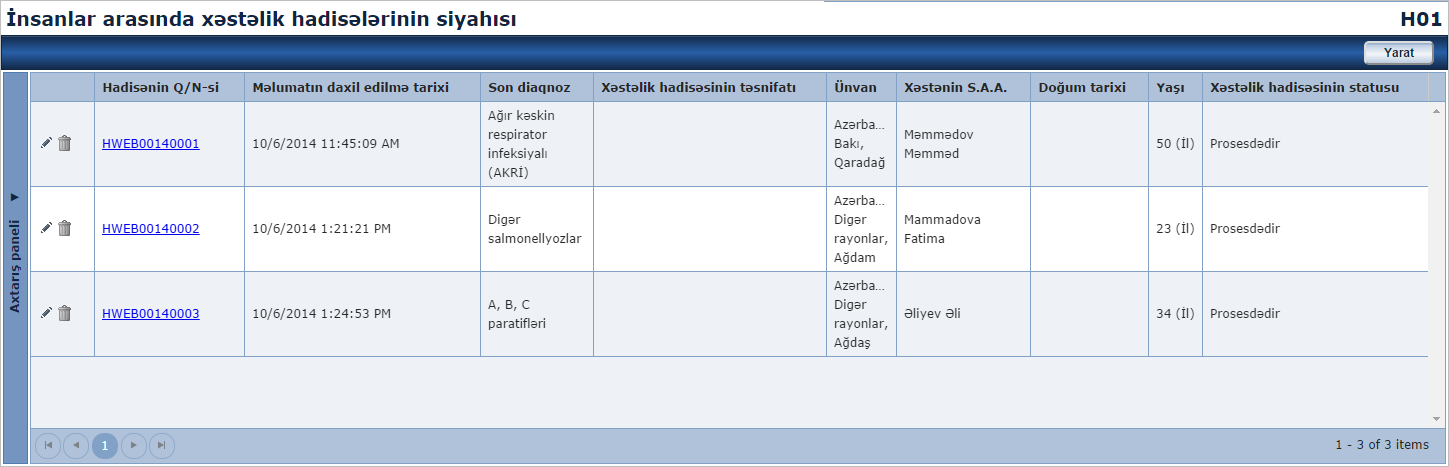 İnsanlar arasında xəstəlik hadisələrinin siyahısı H01
Yarat
Axtarış paneli
Hadisənin Q/N-si Məlumatın daxil edilmə tarixi Son diaqnoz Xəstəlik hadisəsinin təsnifatı Ünvan Xəstənin S.A.A. Doğum tarixi Yaşı Xəstəlik hadisəsinin statusu
HWEB00140001
10/6/2014 11:45:09 AM
Ağır kəskin
respirator
infeksiyalı
(AKRİ)
Azərba...
Bakı,
Qaradağ
Məmmədov
Məmməd
50 (İl)
Prosesdədir
HWEB00140002
10/6/2014 1:21:21 PM
Digər
salmonellyozlar
Azərba...
Digər
rayonlar,
Ağdam
Mammadova
Fatima
23 (İl)
Prosesdədir
HWEB00140003
10/6/2014 1:24:53 PM
A, B, C
paratifləri
Azərba...
Digər
rayonlar,
Ağdaş
Əliyev Əli
34 (İl)
Prosesdədir
1
1 - 3 of 3 items